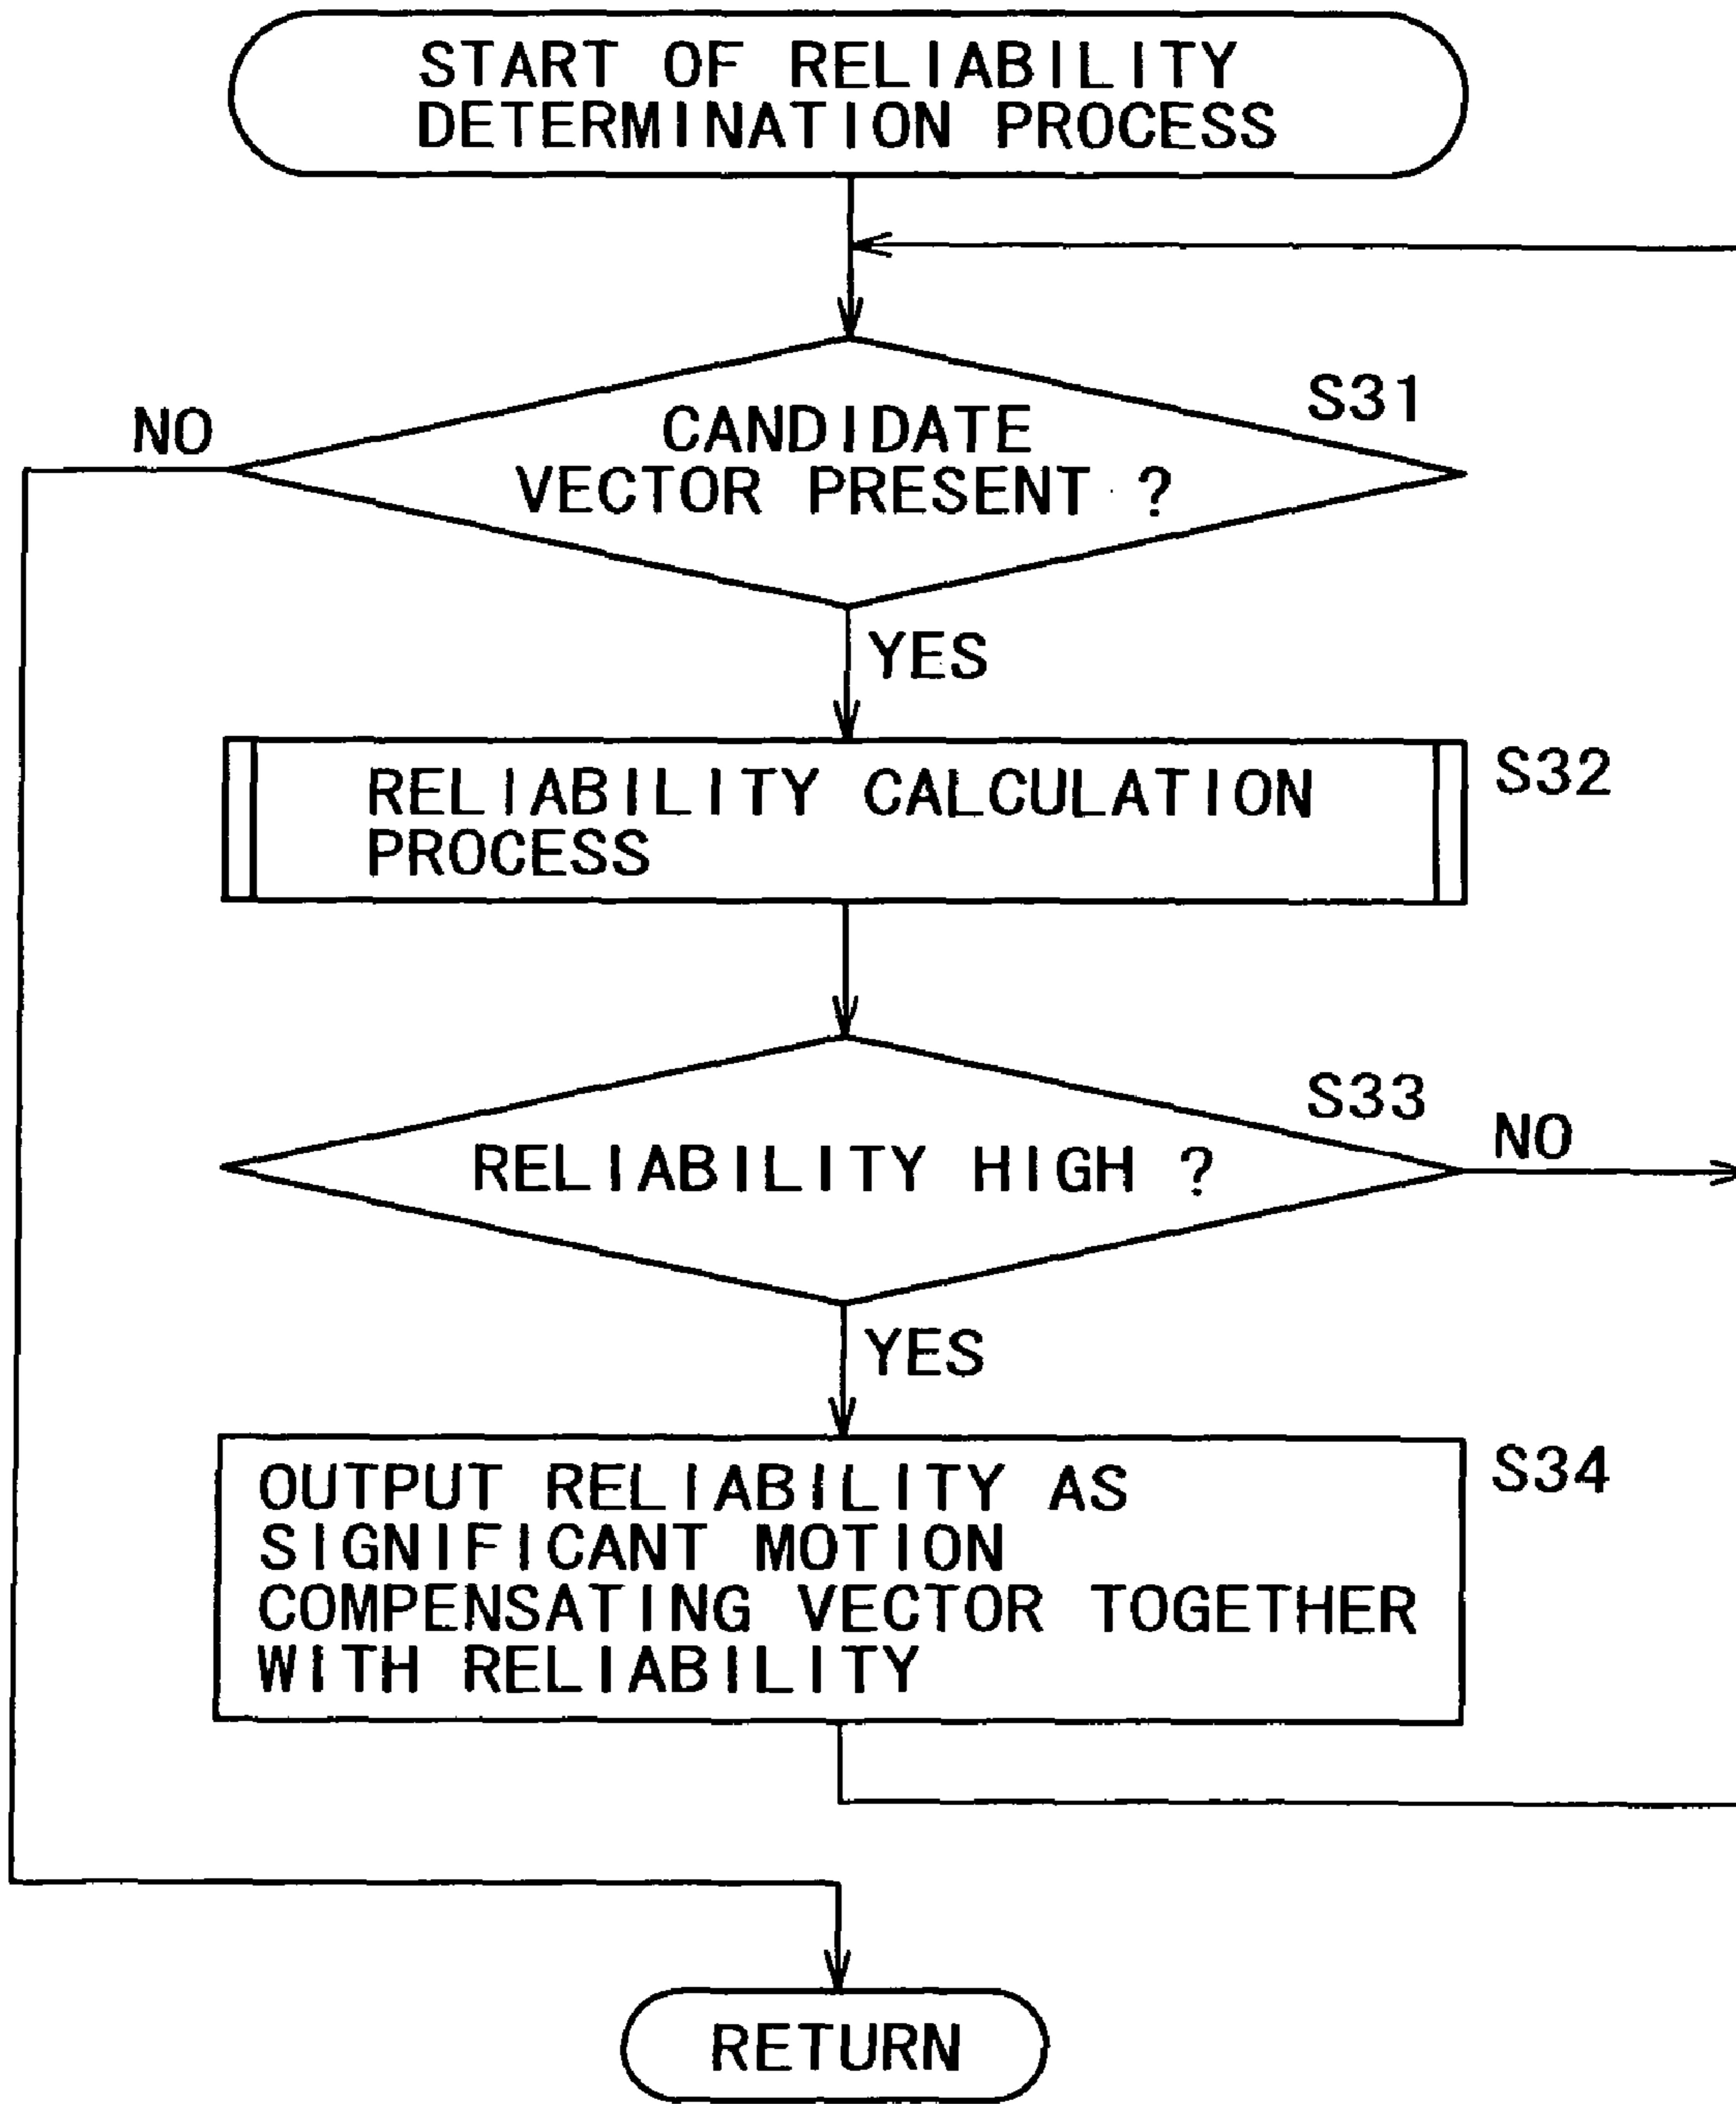 START OF RELIABILITY
DETERMINATION PROCESS
S31
NO
CANDIDATE
VECTOR PRESENT ?
YES
S32
RELIABILITY CALCULATION
PROCESS
S33
NO
RELIABILITY HIGH ?
YES
S34
OUTPUT RELIABILITY AS
SIGNIFICANT MOTION
COMPENSATING VECTOR TOGETHER
WITH RELIABILITY
RETURN